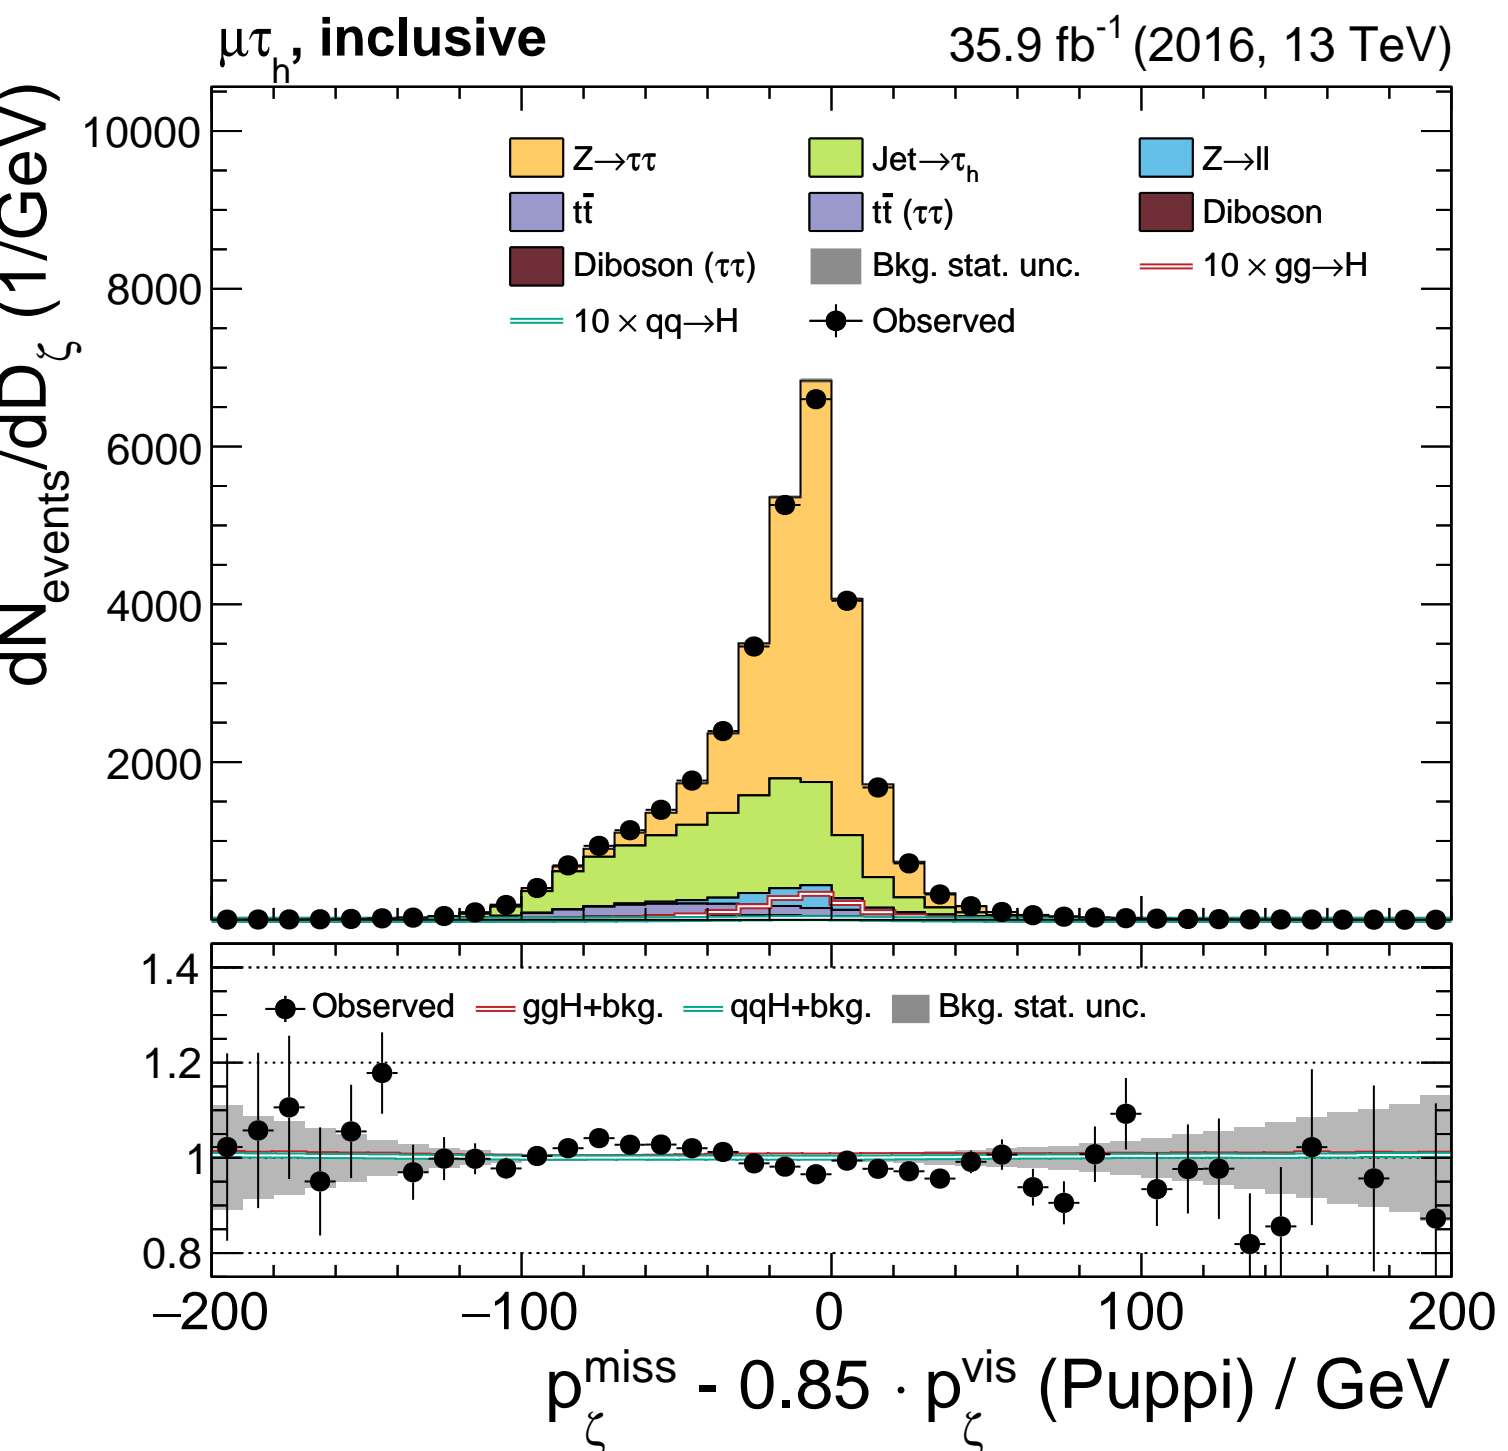 μτh, inclusive
35.9 fb-1 (2016, 13 TeV)
dNevents/dDζ (1/GeV)
10000
8000
6000
4000
2000
Z→ττ Jet→τh Z→ll
tt̄ tt̄ (ττ) Diboson
Diboson (ττ) Bkg. stat. unc. 10 × gg→H
10 × qq→H Observed
1.4
1.2
1
0.8
Observed ggH+bkg. qqH+bkg. Bkg. stat. unc.
−200 −100 0 100 200
pζmiss - 0.85 · pζvis (Puppi) / GeV